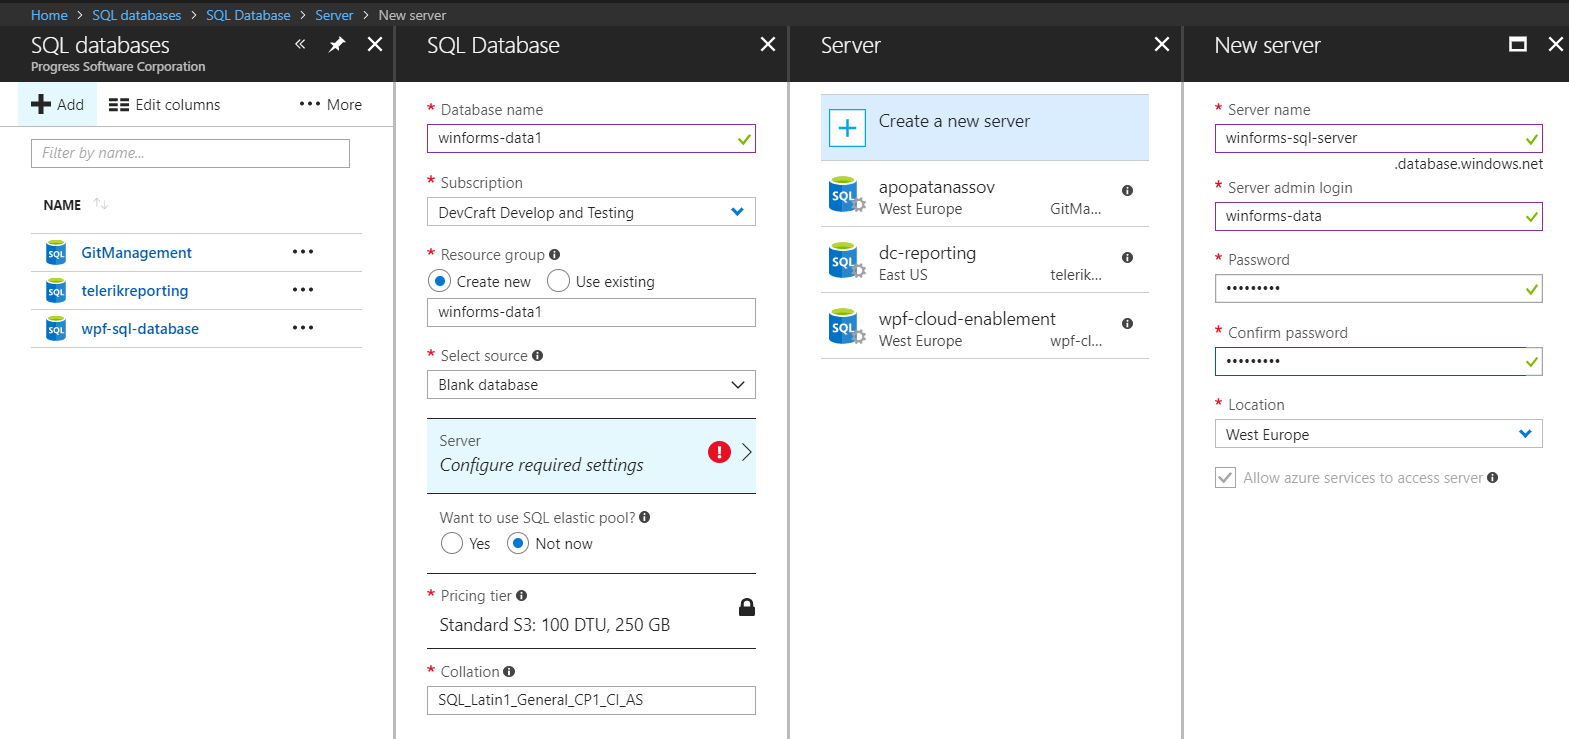 Home > SQL databases > SQL Database > Server > New server
SQL databases
Progress Software Corporation
Add
Edit columns
More
Filter by name...
NAME
GitManagement
telerikreporting
wpf-sql-database
SQL Database
* Database name
winforms-data1
* Subscription
DevCraft Develop and Testing
* Resource group
Create new
Use existing
winforms-data1
* Select source
Blank database
Server
Configure required settings
Want to use SQL elastic pool?
Yes
Not now
* Pricing tier
Standard S3: 100 DTU, 250 GB
* Collation
SQL_Latin1_General_CP1_CI_AS
Server
Create a new server
SQL
apopatanassov
West Europe GitMa...
SQL
dc-reporting
East US telerik...
SQL
wpf-cloud-enablement
West Europe wpf-cl...
New server
* Server name
winforms-sql-server
.database.windows.net
* Server admin login
winforms-data
* Password
•••••••••
* Confirm password
•••••••••
* Location
West Europe
Allow azure services to access server